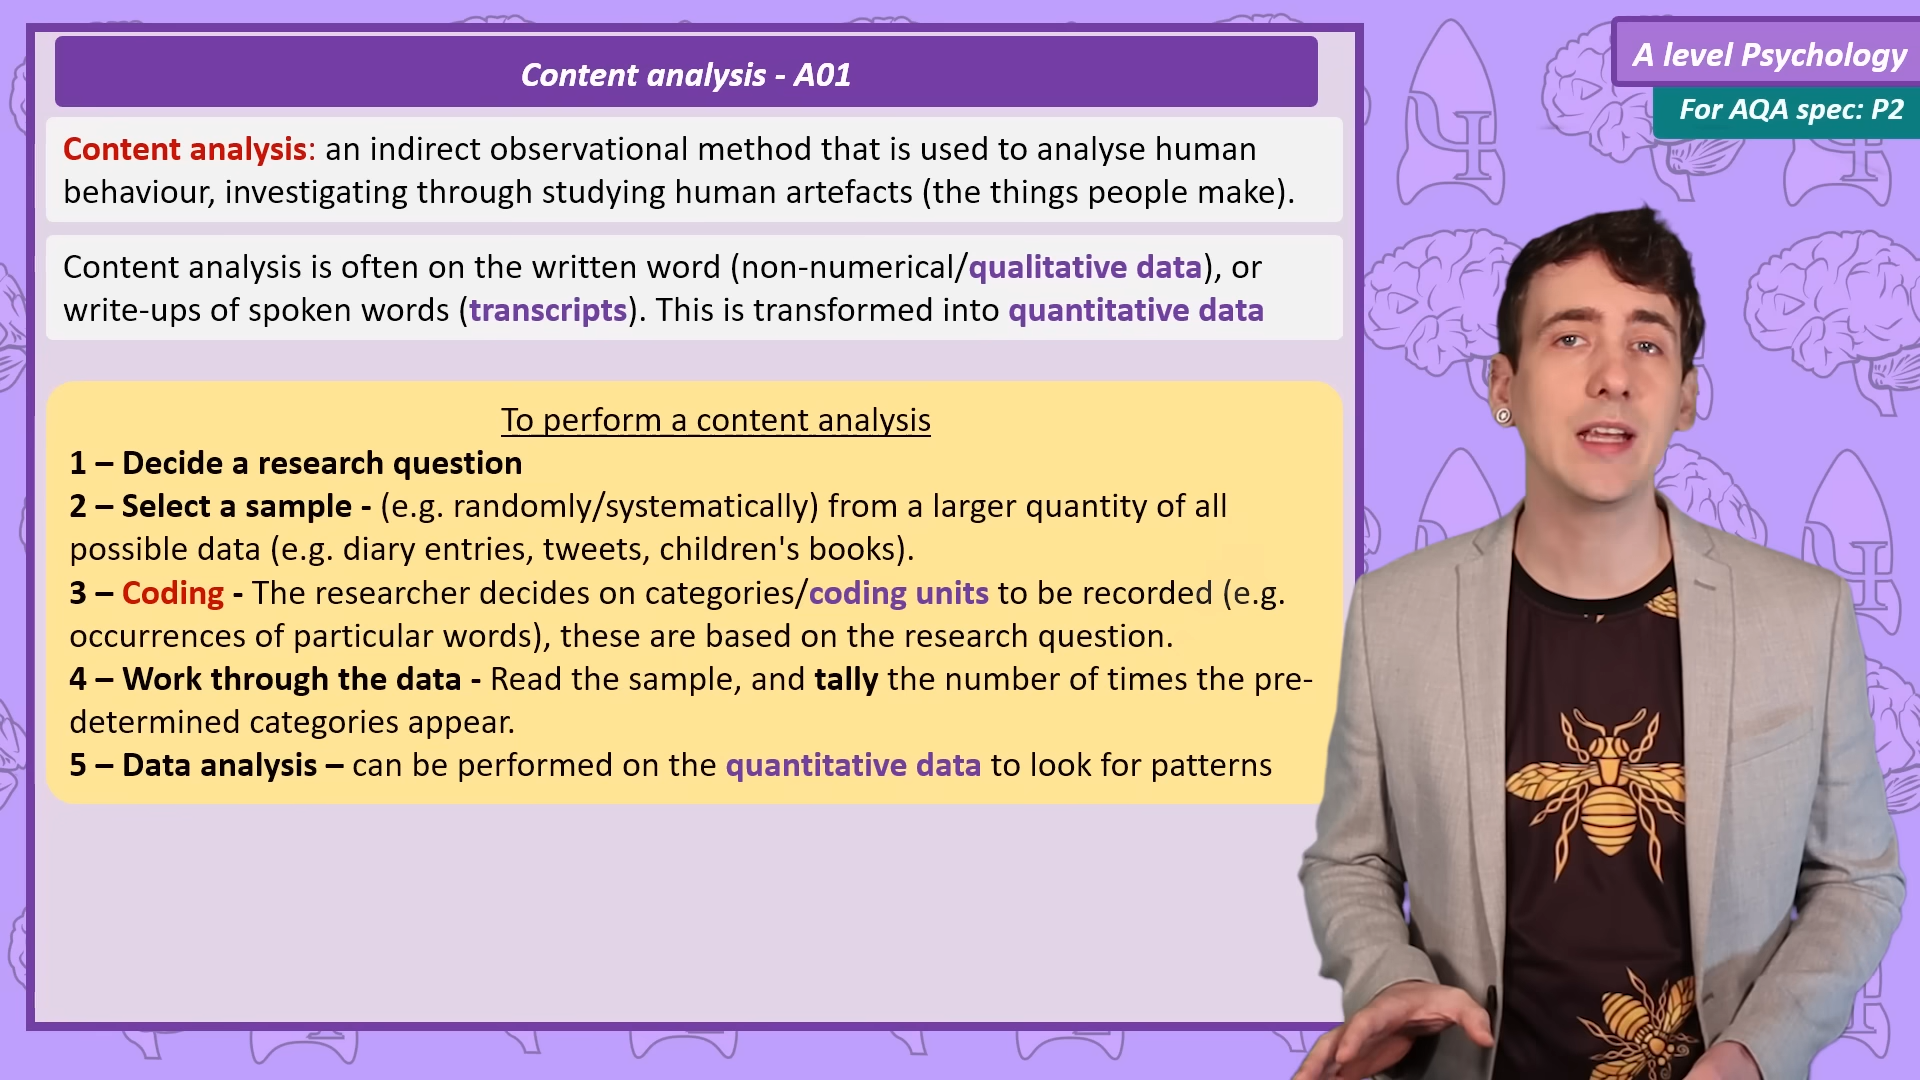 Content analysis - A01
A level Psychology
For AQA spec: P2
Content analysis: an indirect observational method that is used to analyse human
behaviour, investigating through studying human artefacts (the things people make).
Content analysis is often on the written word (non-numerical/qualitative data), or
write-ups of spoken words (transcripts). This is transformed into quantitative data
To perform a content analysis
1 – Decide a research question
2 – Select a sample - (e.g. randomly/systematically) from a larger quantity of all
possible data (e.g. diary entries, tweets, children's books).
3 – Coding - The researcher decides on categories/coding units to be recorded (e.g.
occurrences of particular words), these are based on the research question.
4 – Work through the data - Read the sample, and tally the number of times the pre-
determined categories appear.
5 – Data analysis – can be performed on the quantitative data to look for patterns